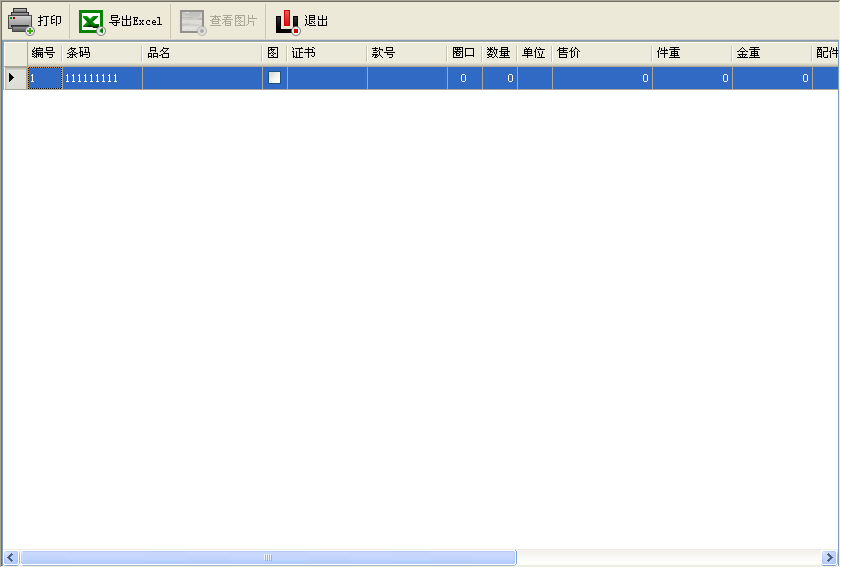 打印 导出Excel 查看图片 退出
编号 条码 品名 图 证书 款号 圈口 数量 单位 售价 件重 金重 配件
1 111111111 0 0 0 0 0